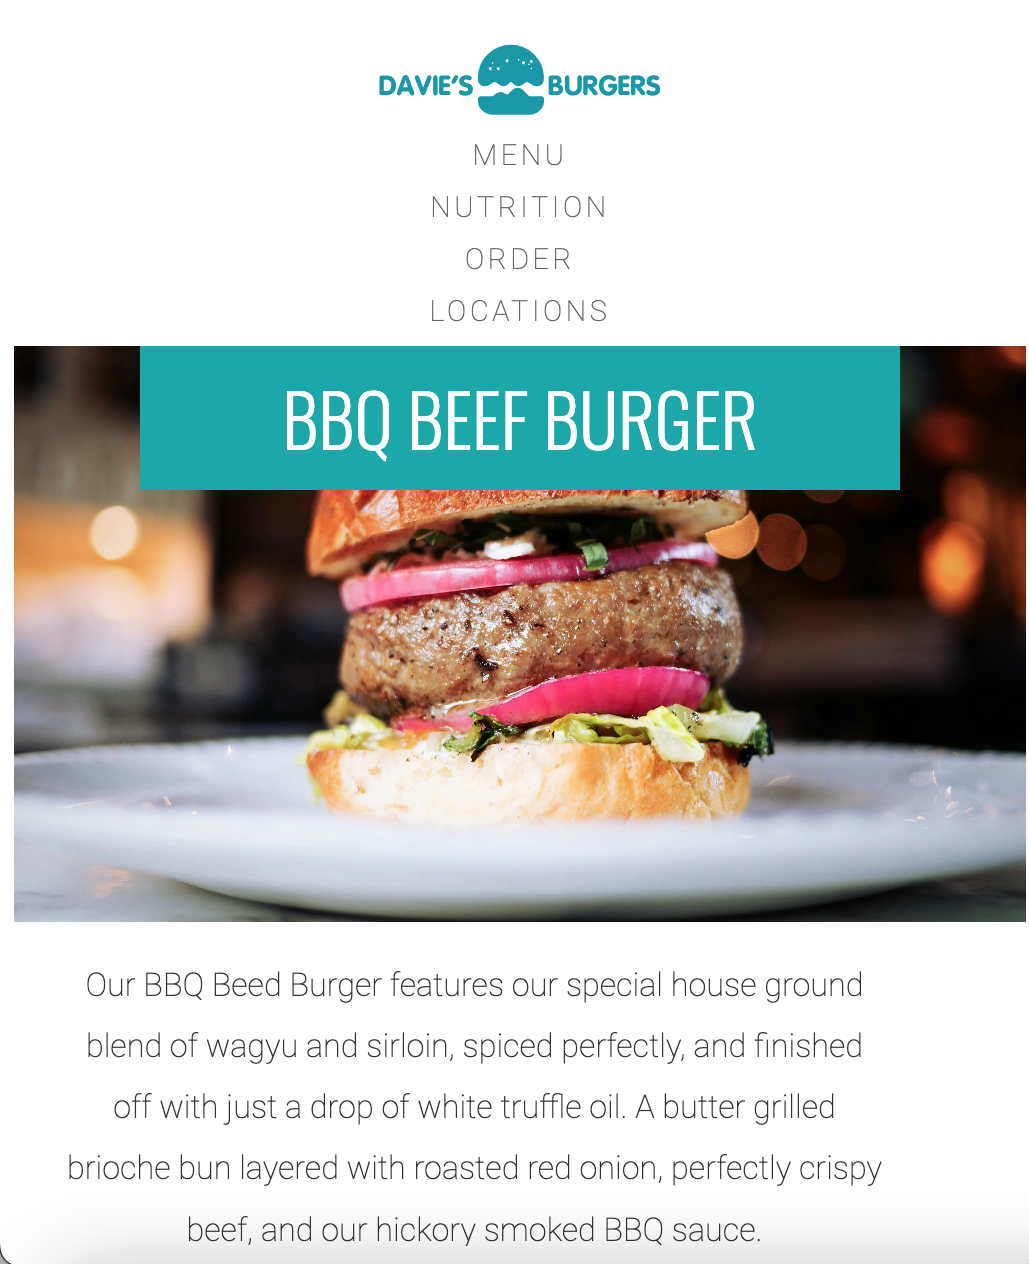 DAVIE'S BURGERS
MENU
NUTRITION
ORDER
LOCATIONS
BBQ BEEF BURGER
Our BBQ Beed Burger features our special house ground
blend of wagyu and sirloin, spiced perfectly, and finished
off with just a drop of white truffle oil. A butter grilled
brioche bun layered with roasted red onion, perfectly crispy
beef, and our hickory smoked BBQ sauce.